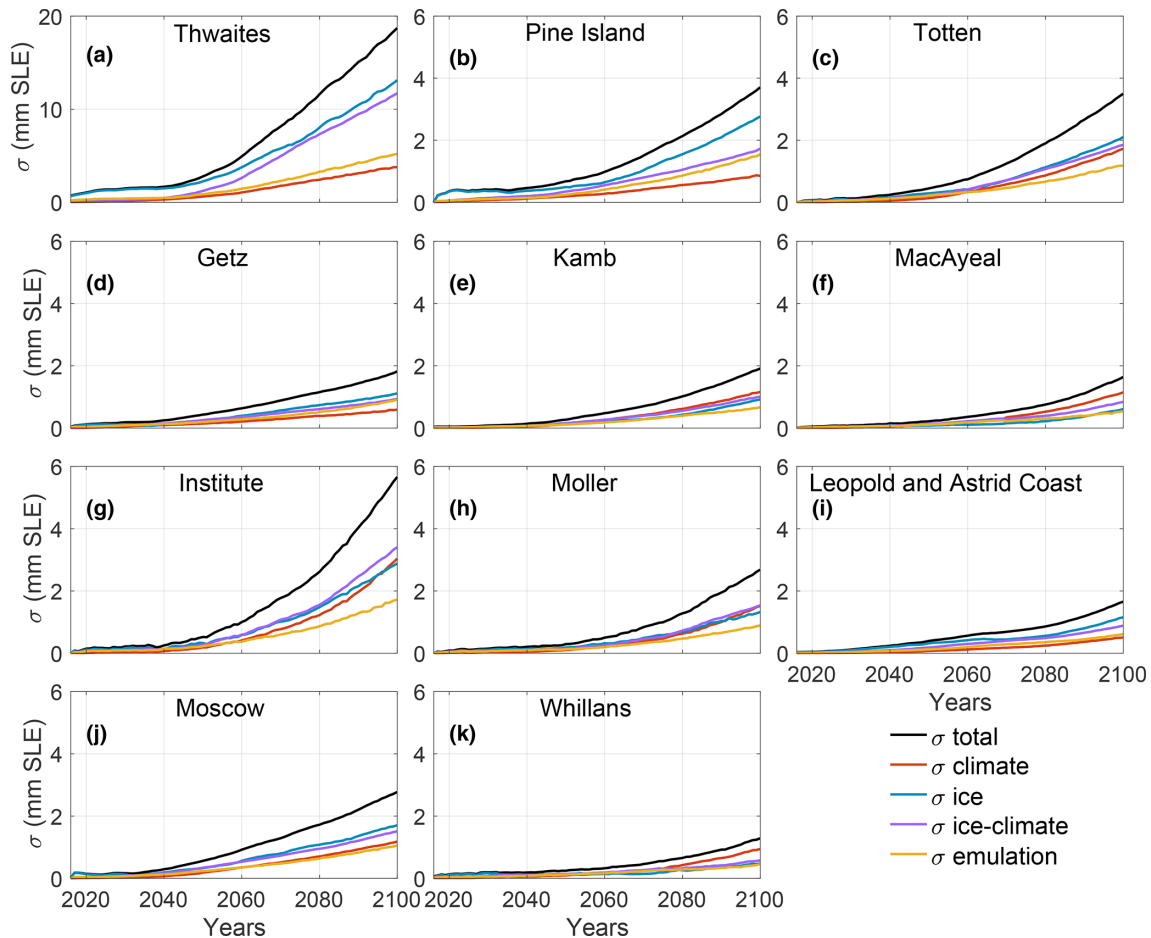 Thwaites
(a)
20
10
0
σ (mm SLE)
Pine Island
(b)
6
4
2
0
Totten
(c)
6
4
2
0
Getz
(d)
6
4
2
0
σ (mm SLE)
Kamb
(e)
6
4
2
0
MacAyeal
(f)
6
4
2
0
Institute
(g)
6
4
2
0
σ (mm SLE)
Moller
(h)
6
4
2
0
Leopold and Astrid Coast
(i)
6
4
2
0
2020 2040 2060 2080 2100
Years
Moscow
(j)
6
4
2
0
σ (mm SLE)
2020 2040 2060 2080 2100
Years
Whillans
(k)
6
4
2
0
2020 2040 2060 2080 2100
Years
σ total
σ climate
σ ice
σ ice-climate
σ emulation